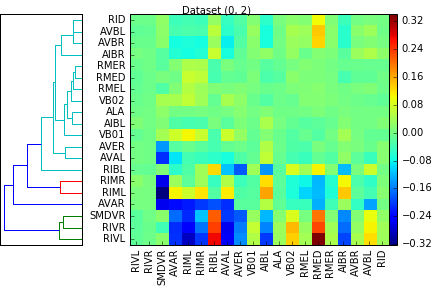 Dataset (0, 2)
RID
AVBL
AVBR
AIBR
RMER
RMED
RMEL
VB02
ALA
AIBL
VB01
AVER
AVAL
RIBL
RIMR
RIML
AVAR
SMDVR
RIVR
RIVL
0.32
0.24
0.16
0.08
0.00
−0.08
−0.16
−0.24
−0.32
RIVL
RIVR
SMDVR
AVAR
RIML
RIMR
RIBL
AVAL
AVER
VB01
AIBL
ALA
VB02
RMEL
RMED
RMER
AIBR
AVBR
AVBL
RID